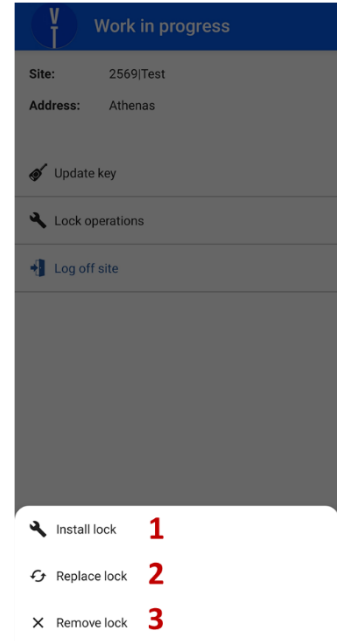 VT
Work in progress
Site: 2569|Test
Address: Athenas
Update key
Lock operations
Log off site
Install lock 1
Replace lock 2
Remove lock 3